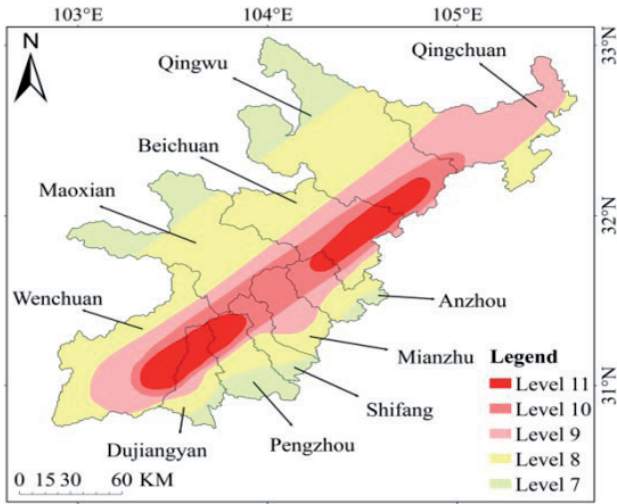 103°E 104°E 105°E
N
33°N
Qingchuan
Qingwu
Beichuan
Maoxian
32°N
Wenchuan
Anzhou
Mianzhu
Legend
Level 11
Level 10
Level 9
Level 8
Level 7
31°N
Shifang
Pengzhou
Dujiangyan
0 15 30 60 KM